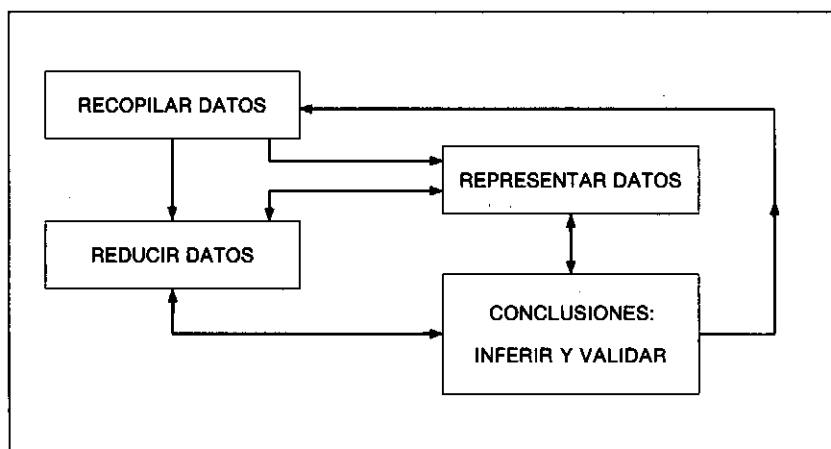 RECOPILAR DATOS
REPRESENTAR DATOS
REDUCIR DATOS
CONCLUSIONES:
INFERIR Y VALIDAR